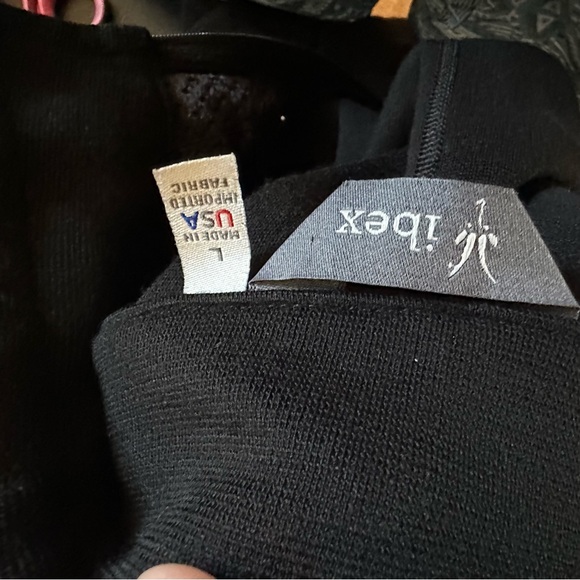 ibex
L
MADE IN
USA
IMPORTED
FABRIC